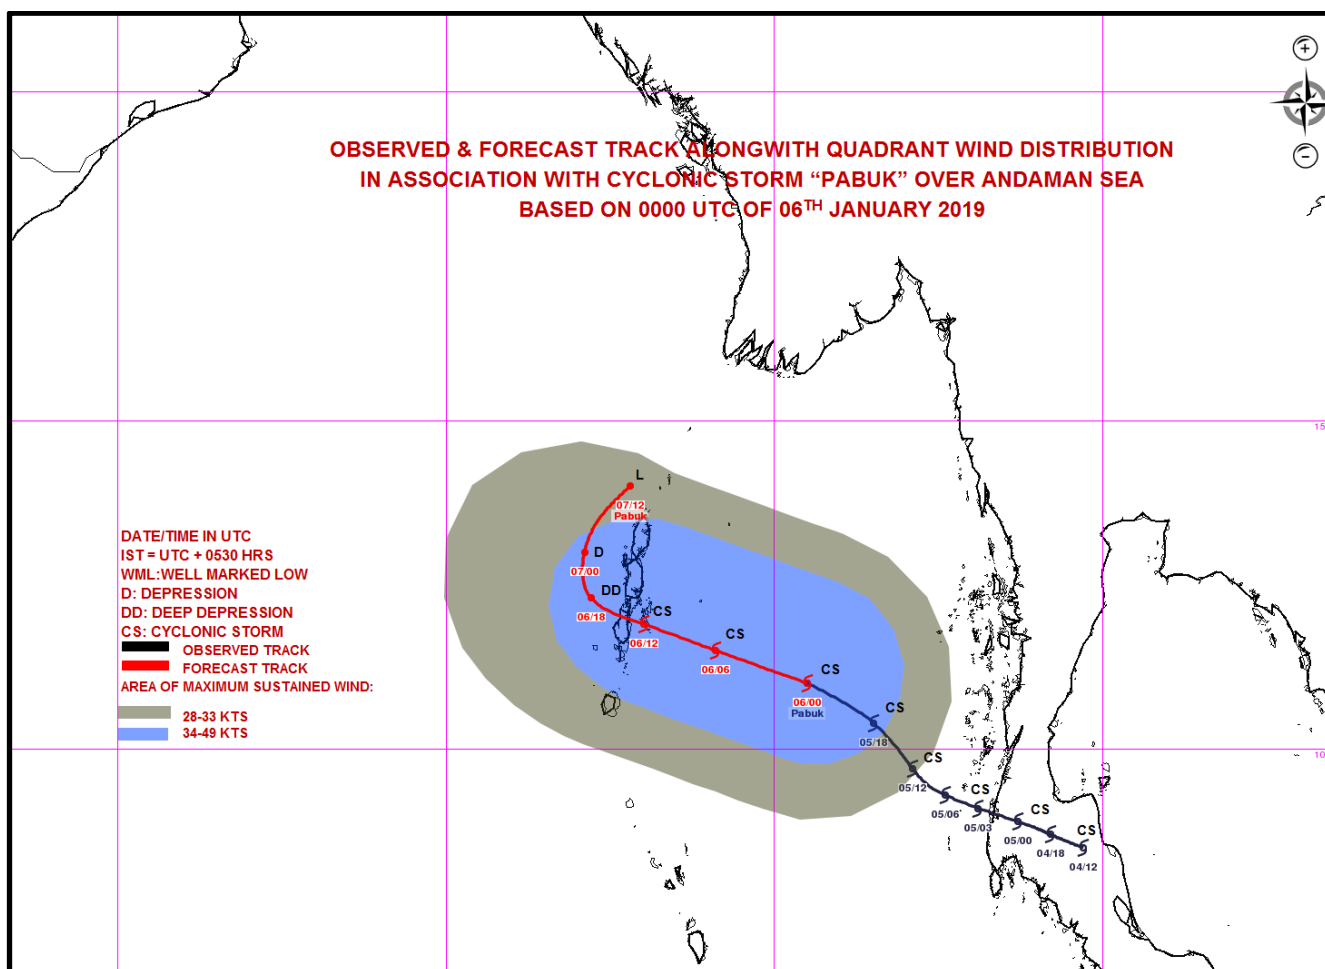 OBSERVED & FORECAST TRACK ALONGWITH QUADRANT WIND DISTRIBUTION
IN ASSOCIATION WITH CYCLONIC STORM “PABUK” OVER ANDAMAN SEA
BASED ON 0000 UTC OF 06TH JANUARY 2019
15
L
07/12
Pabuk
D
07/00
DD
06/18
CS
06/12
CS
06/06
CS
06/00
Pabuk
CS
05/18
CS
05/12
05/06
CS
05/03
CS
05/00
04/18
CS
04/12
10
DATE/TIME IN UTC
IST = UTC + 0530 HRS
WML:WELL MARKED LOW
D: DEPRESSION
DD: DEEP DEPRESSION
CS: CYCLONIC STORM
OBSERVED TRACK
FORECAST TRACK
AREA OF MAXIMUM SUSTAINED WIND:
28-33 KTS
34-49 KTS